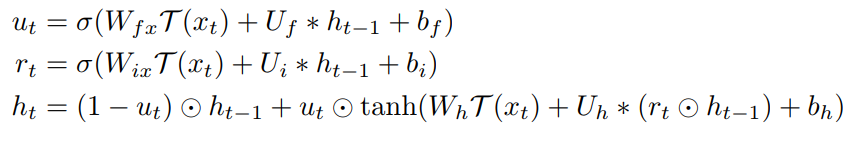 u_t = σ(W_{fx}𝒯(x_t) + U_f * h_{t−1} + b_f)
r_t = σ(W_{ix}𝒯(x_t) + U_i * h_{t−1} + b_i)
h_t = (1 − u_t) ⊙ h_{t−1} + u_t ⊙ tanh(W_h𝒯(x_t) + U_h * (r_t ⊙ h_{t−1}) + b_h)